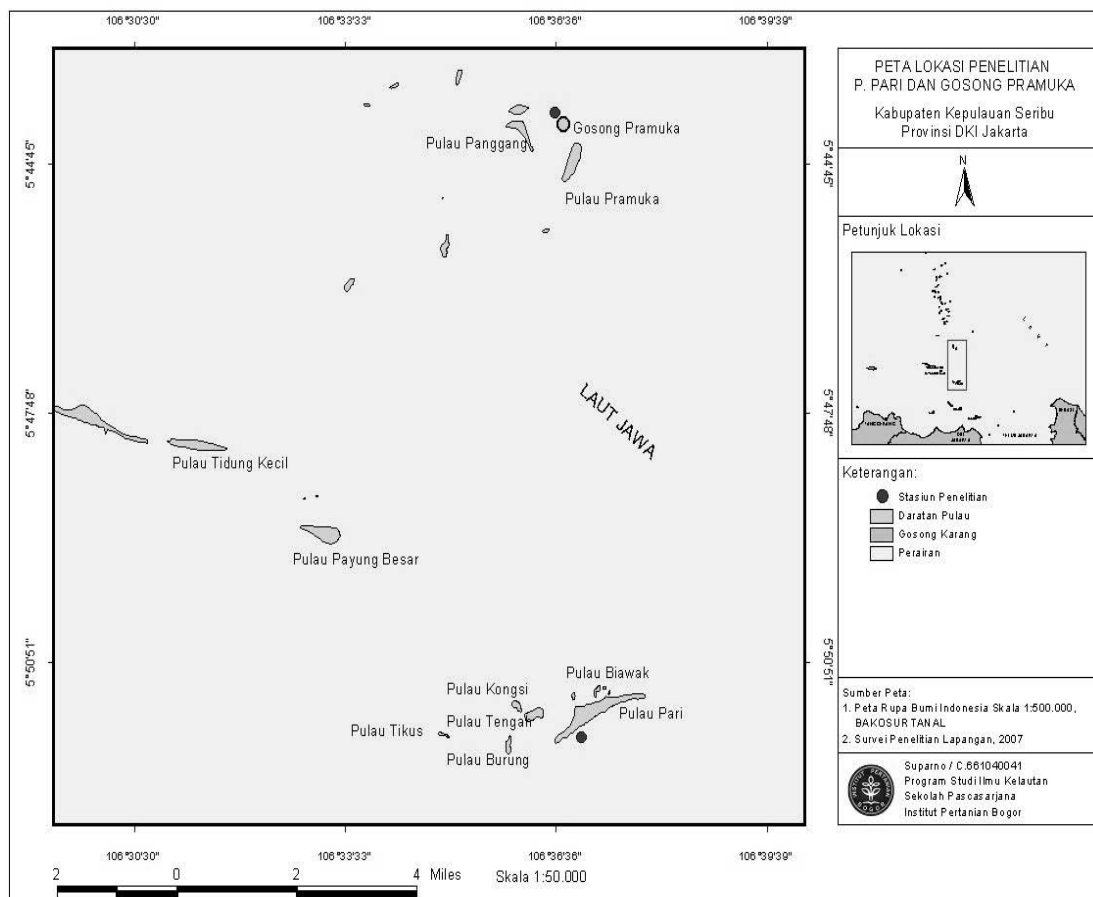 106°30'30"
106°33'33"
106°36'36"
106°39'39"
5°44'45"
5°44'45"
5°47'48"
5°47'48"
5°50'51"
5°50'51"
Gosong Pramuka
Pulau Panggang
Pulau Pramuka
LAUT JAWA
Pulau Tidung Kecil
Pulau Payung Besar
Pulau Biawak
Pulau Kongsi
Pulau Pari
Pulau Tengah
Pulau Tikus
Pulau Burung
106°30'30"
106°33'33"
106°36'36"
106°39'39"
2 0 2 4 Miles
Skala 1:50.000
PETA LOKASI PENELITIAN
P. PARI DAN GOSONG PRAMUKA
Kabupaten Kepulauan Seribu
Provinsi DKI Jakarta
N
Petunjuk Lokasi
Keterangan:
Stasiun Penelitian
Daratan Pulau
Gosong Karang
Perairan
Sumber Peta:
1. Peta Rupa Bumi Indonesia Skala 1:500.000,
BAKOSUR TANAL
2. Survei Penelitian Lapangan, 2007
INSTITUT PERTANIAN
BOGOR
Suparno / C.661040041
Program Studi Ilmu Kelautan
Sekolah Pascasarjana
Institut Pertanian Bogor